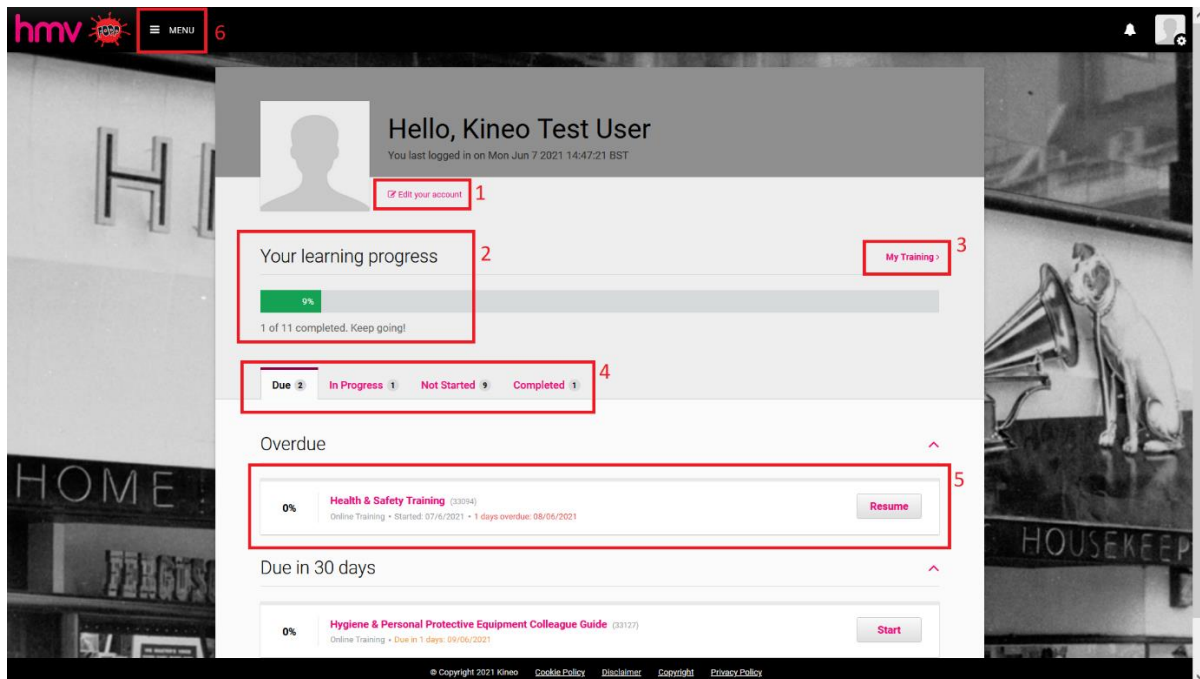 hmv FOPP MENU 6
Hello, Kineo Test User
You last logged in on Mon Jun 7 2021 14:47:21 BST
Edit your account 1
Your learning progress 2
My Training > 3
9%
1 of 11 completed. Keep going!
Due 2 In Progress 1 Not Started 9 Completed 1 4
Overdue
5
0% Health & Safety Training (33094) Resume
Online Training • Started: 07/6/2021 • 1 days overdue: 08/06/2021
Due in 30 days
0% Hygiene & Personal Protective Equipment Colleague Guide (33127) Start
Online Training • Due in 1 days: 09/06/2021
HOME
HOUSEKEEP
© Copyright 2021 Kineo Cookie Policy Disclaimer Copyright Privacy Policy